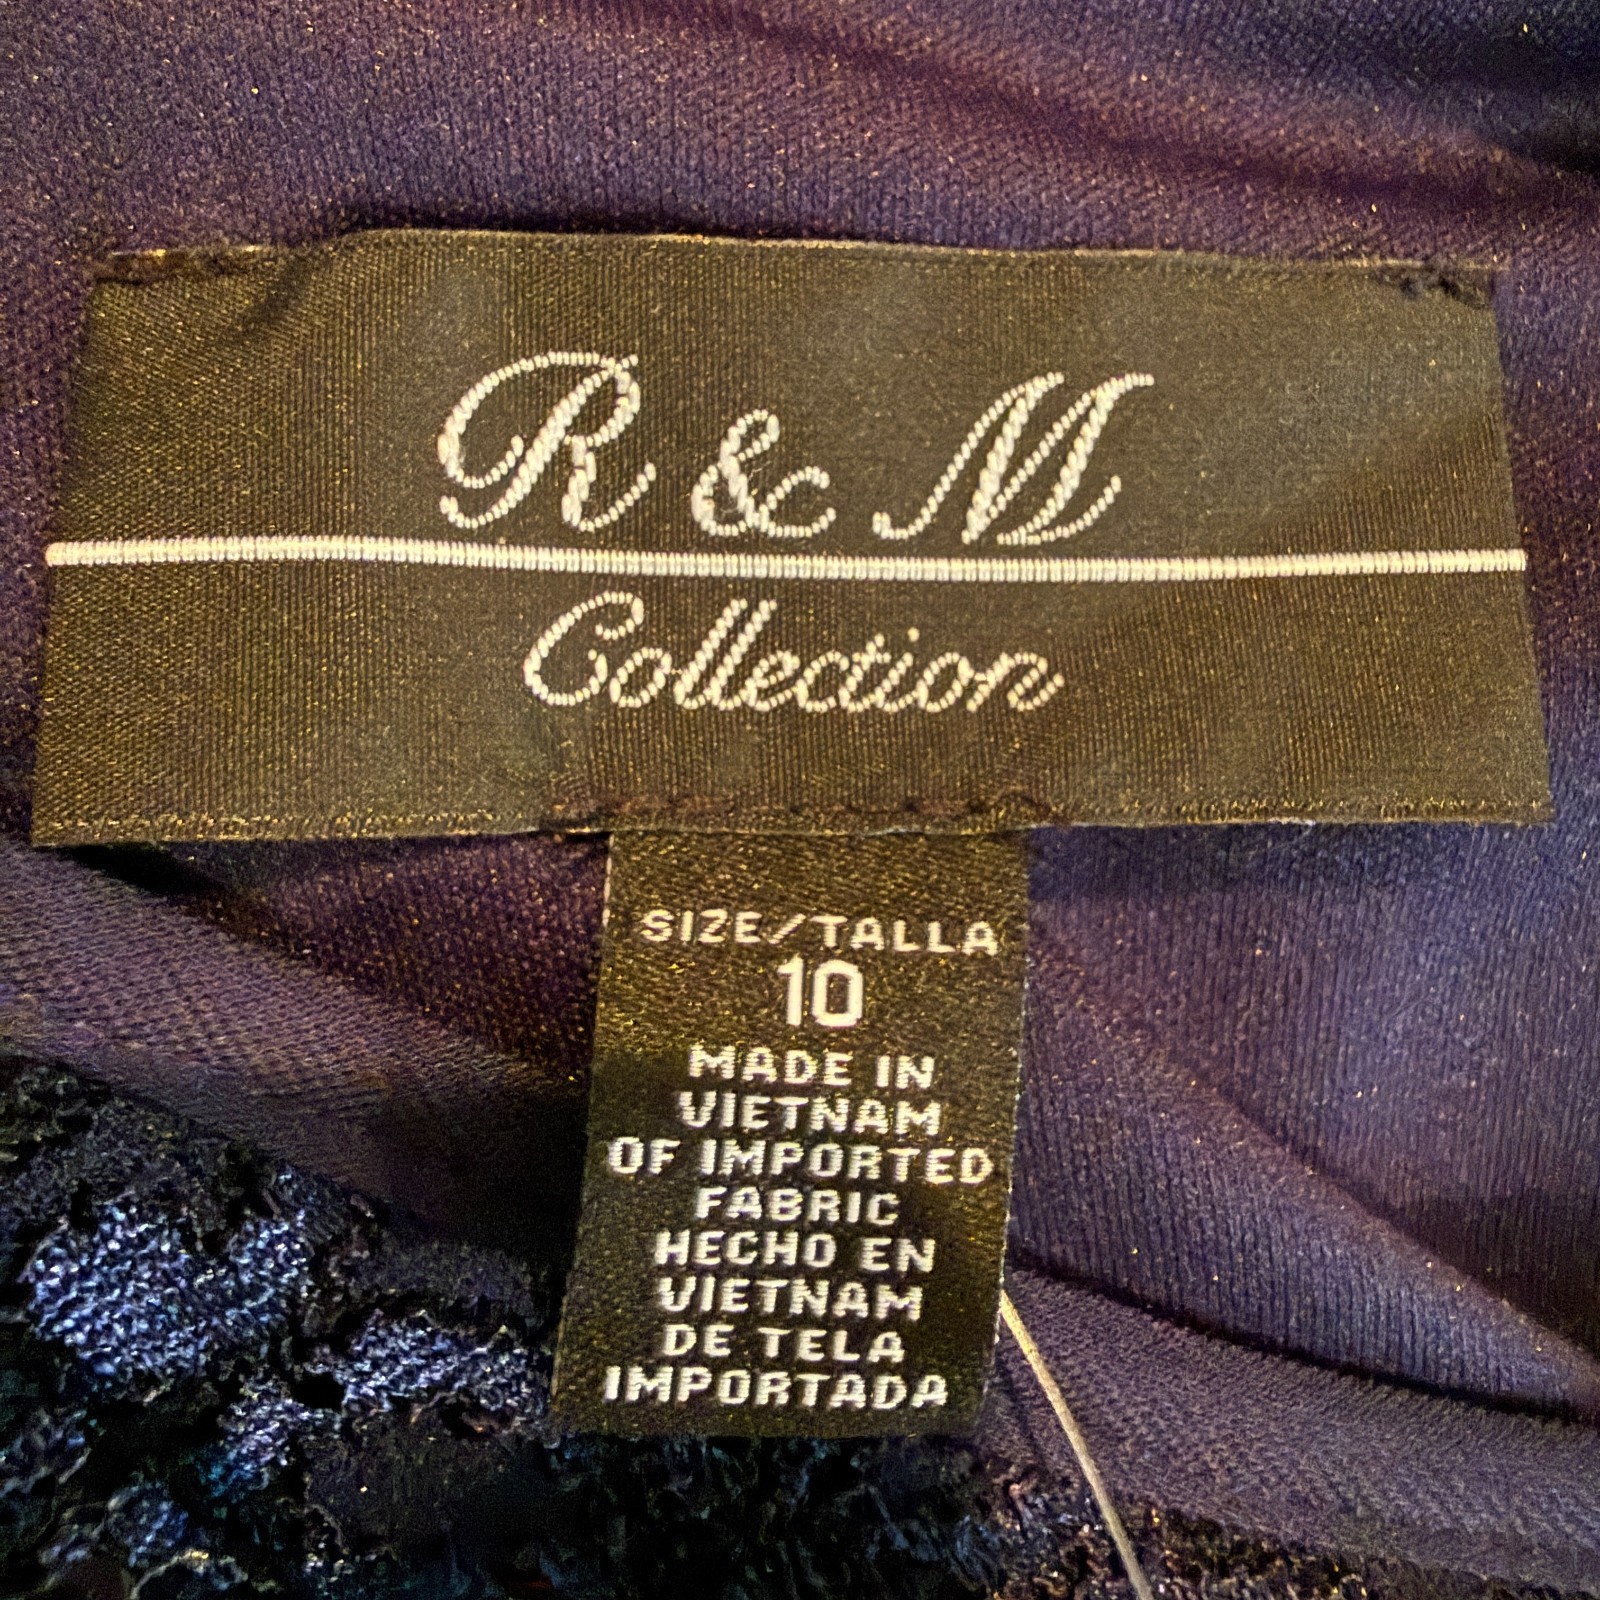 R & M
Collection
SIZE/TALLA
10
MADE IN
VIETNAM
OF IMPORTED
FABRIC
HECHO EN
VIETNAM
DE TELA
IMPORTADA